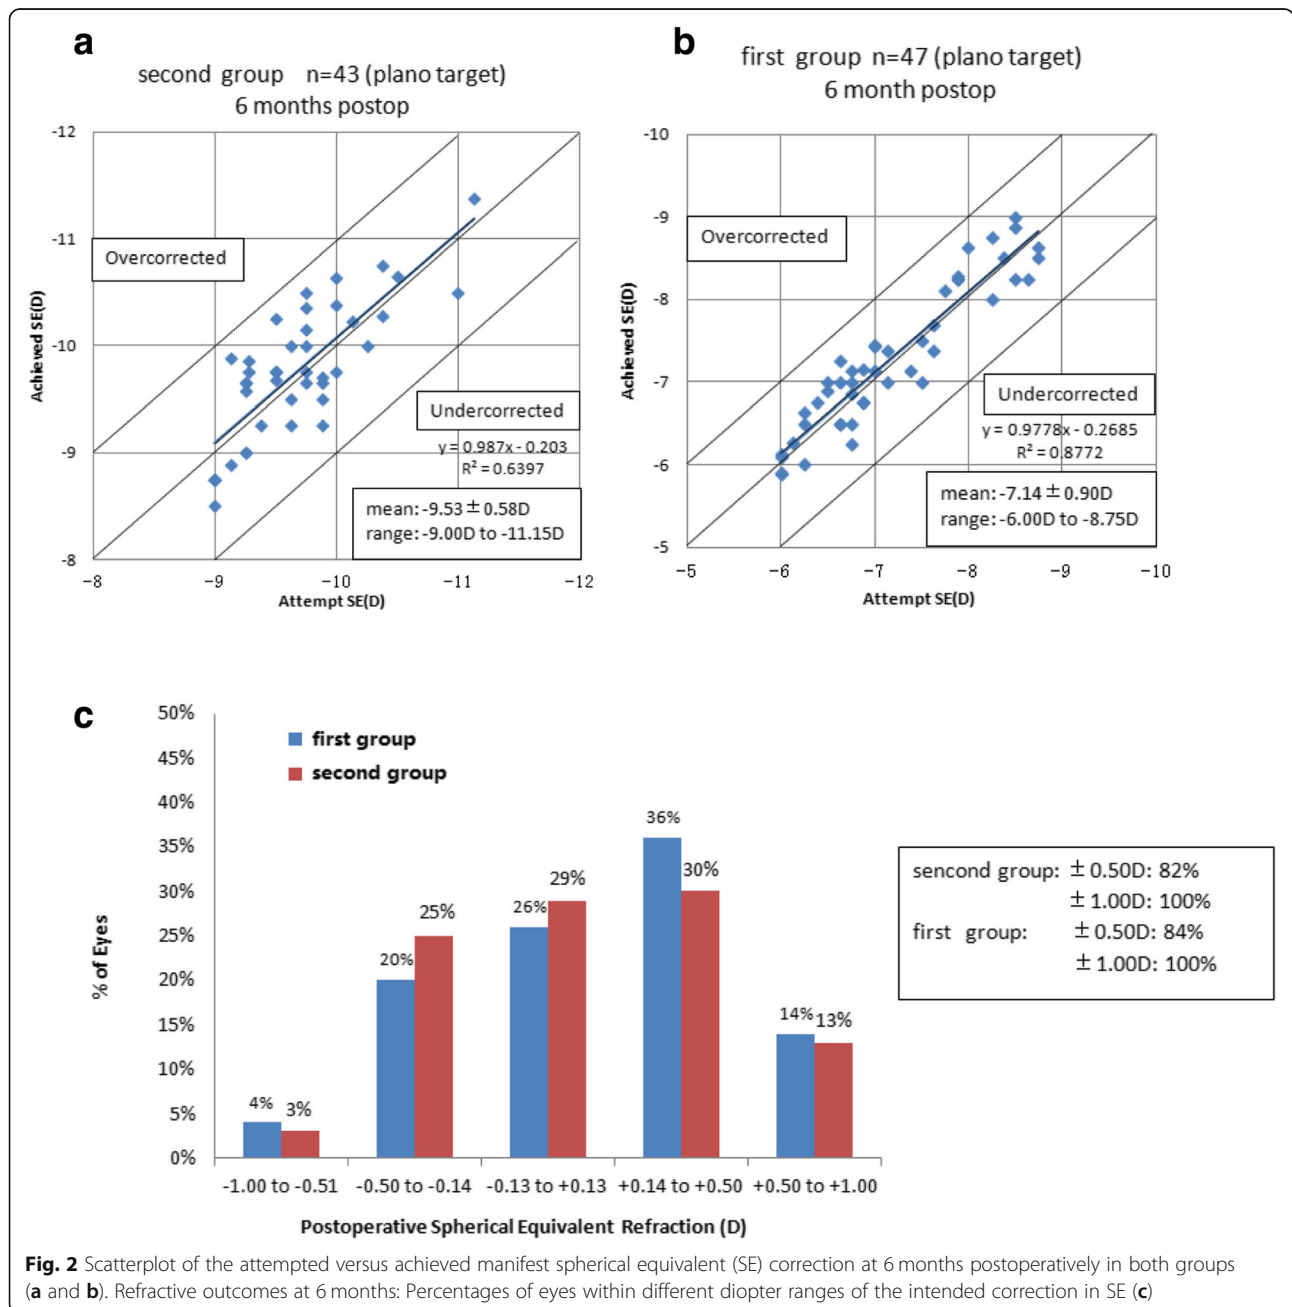 a
second group n=43 (plano target)
6 months postop
-12
-11
-10
-9
-8
Achieved SE(D)
Overcorrected
Undercorrected
y = 0.987x - 0.203
R² = 0.6397
mean: -9.53 ± 0.58D
range: -9.00D to -11.15D
-8 -9 -10 -11 -12
Attempt SE(D)
b
first group n=47 (plano target)
6 month postop
-10
-9
-8
-7
-6
-5
Achieved SE(D)
Overcorrected
Undercorrected
y = 0.9778x - 0.2685
R² = 0.8772
mean: -7.14 ± 0.90D
range: -6.00D to -8.75D
-5 -6 -7 -8 -9 -10
Attempt SE(D)
c
50%
45%
40%
35%
30%
25%
20%
15%
10%
5%
0%
% of Eyes
first group
second group
4% 3% 20% 25% 26% 29% 36% 30% 14% 13%
-1.00 to -0.51 -0.50 to -0.14 -0.13 to +0.13 +0.14 to +0.50 +0.50 to +1.00
Postoperative Spherical Equivalent Refraction (D)
sencond group: ± 0.50D: 82%
± 1.00D: 100%
first group: ± 0.50D: 84%
± 1.00D: 100%
Fig. 2 Scatterplot of the attempted versus achieved manifest spherical equivalent (SE) correction at 6 months postoperatively in both groups
(a and b). Refractive outcomes at 6 months: Percentages of eyes within different diopter ranges of the intended correction in SE (c)